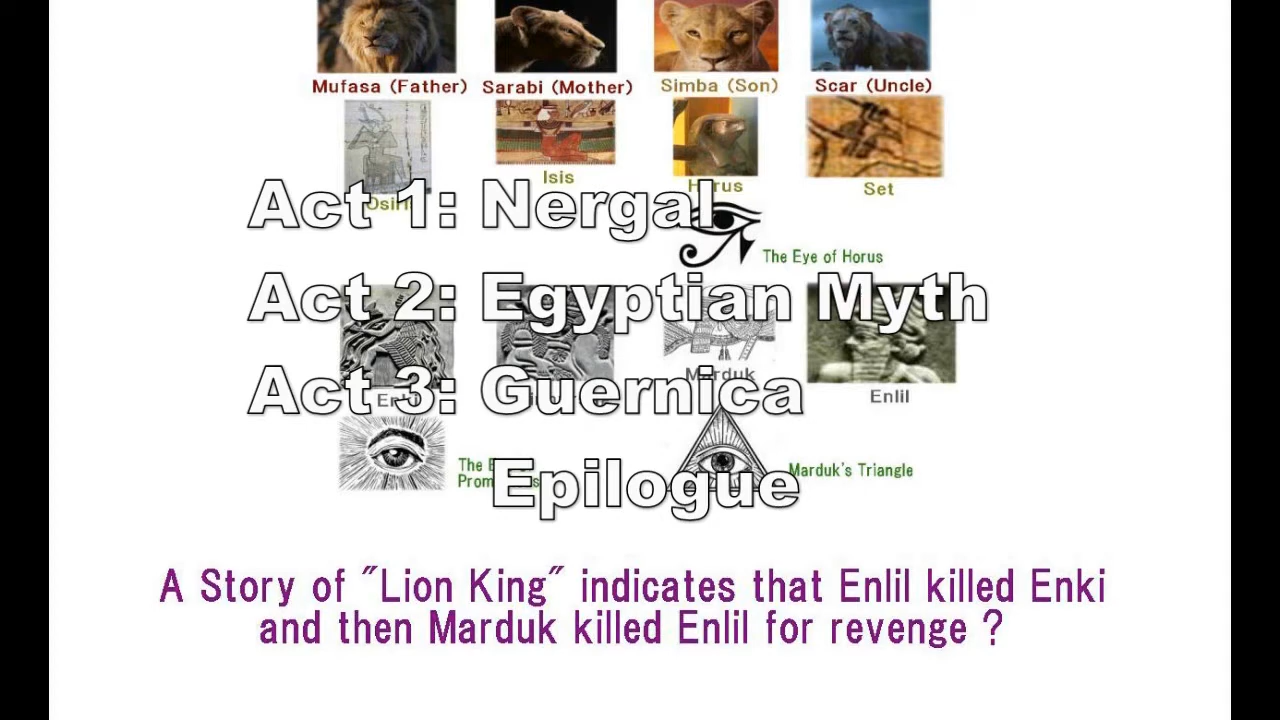 Mufasa (Father) Sarabi (Mother) Simba (Son) Scar (Uncle)
Isis
Set
Act 1: Nergal
The Eye of Horus
Act 2: Egyptian Myth
Marduk
Enlil
Act 3: Guernica
The
Marduk's Triangle
Epilogue
A Story of "Lion King" indicates that Enlil killed Enki
and then Marduk killed Enlil for revenge ?